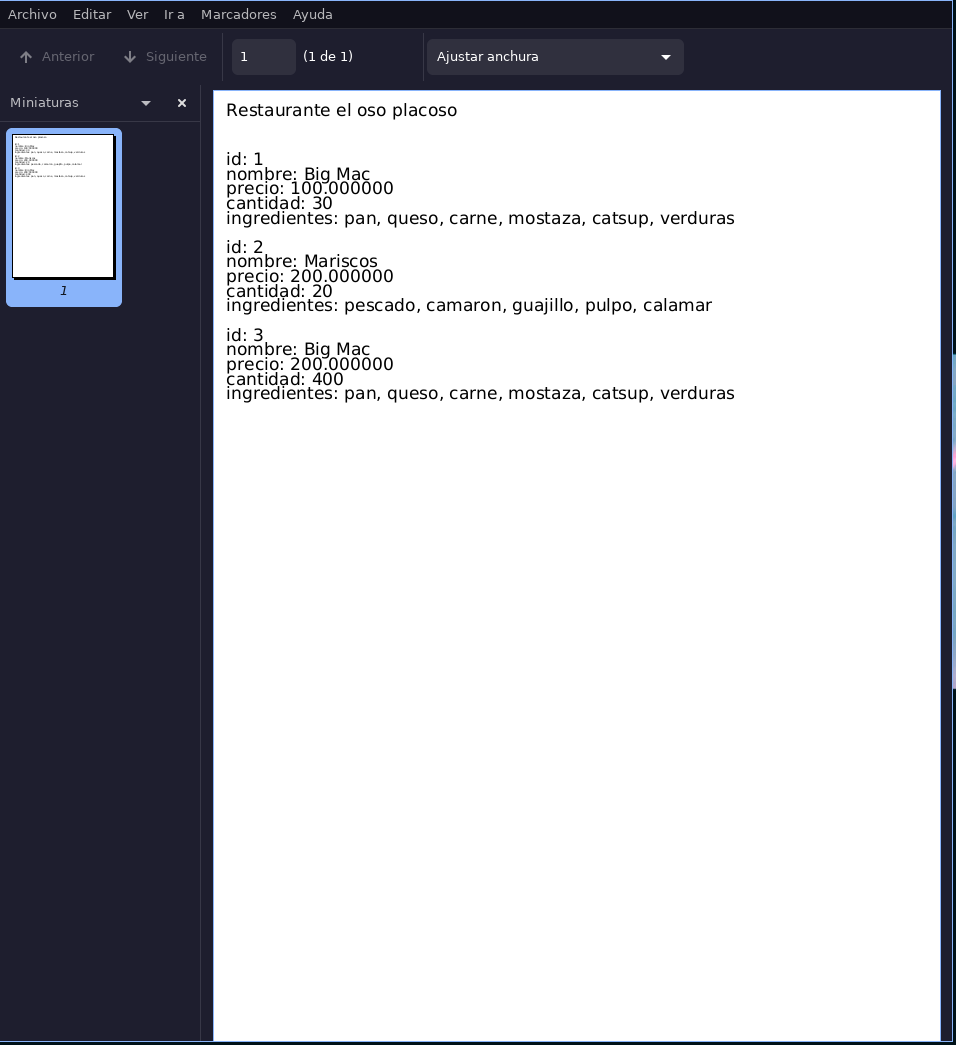 Archivo Editar Ver Ir a Marcadores Ayuda
Anterior Siguiente 1 (1 de 1) Ajustar anchura
Miniaturas
1
Restaurante el oso placoso
id: 1
nombre: Big Mac
precio: 100.000000
cantidad: 30
ingredientes: pan, queso, carne, mostaza, catsup, verduras
id: 2
nombre: Mariscos
precio: 200.000000
cantidad: 20
ingredientes: pescado, camaron, guajillo, pulpo, calamar
id: 3
nombre: Big Mac
precio: 200.000000
cantidad: 400
ingredientes: pan, queso, carne, mostaza, catsup, verduras